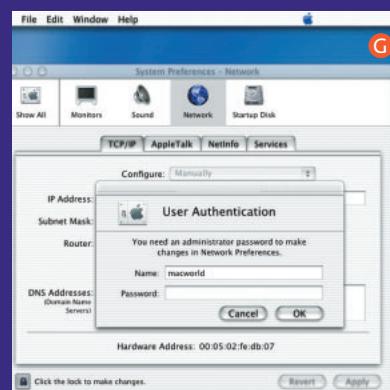 File Edit Window Help
G
System Preferences - Network
Show All Monitors Sound Network Startup Disk
TCP/IP AppleTalk NetInfo Services
Configure: Manually
IP Address:
Subnet Mask:
Router:
User Authentication
You need an administrator password to make
changes in Network Preferences.
Name: macworld
Password:
Cancel OK
DNS Addresses:
(Domain Name
Servers)
Hardware Address: 00:05:02:fe:db:07
Click the lock to make changes. Revert Apply